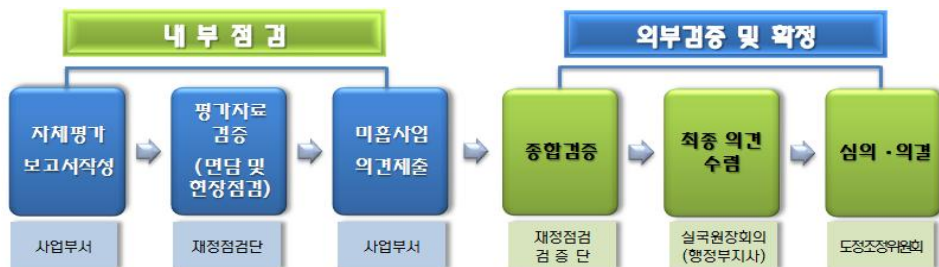 내부점검
외부검증 및 확정
자체평가
보고서작성
평가자료
검증
(면담 및
현장점검)
미흡사업
의견제출
종합검증
최종 의견
수렴
심의·의결
사업부서
재정점검단
사업부서
재정점검
검증단
실국원장회의
(행정부지사)
도정조정위원회